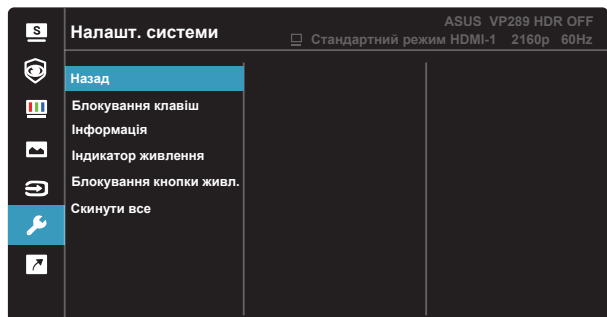 S
ASUS VP289 HDR OFF
Налашт. системи
Стандартний режим HDMI-1 2160p 60Hz
Назад
Блокування клавіш
Інформація
Індикатор живлення
Блокування кнопки живл.
Скинути все